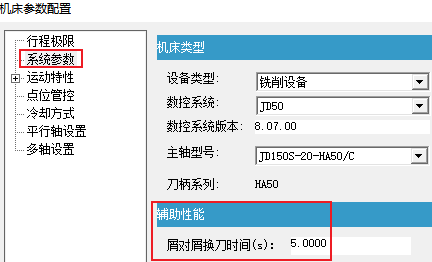 机床参数配置
行程极限
系统参数
运动特性
点位管控
冷却方式
平行轴设置
多轴设置
机床类型
设备类型: 铣削设备
数控系统: JD50
数控系统版本: 8.07.00
主轴型号: JD150S-20-HA50/C
刀柄系列: HA50
辅助性能
屑对屑换刀时间(s): 5.0000